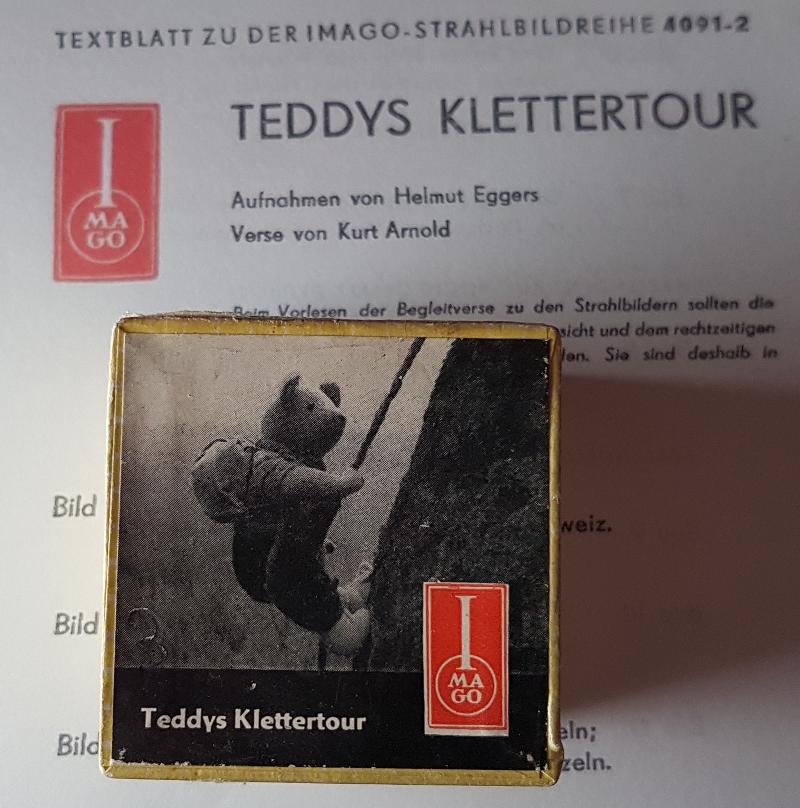 TEXTBLATT ZU DER IMAGO-STRAHLBILDREIHE 4091-2
TEDDYS KLETTERTOUR
I
MA
GO
Aufnahmen von Helmut Eggers
Verse von Kurt Arnold
Beim Vorlesen der Begleitverse zu den Strahlbildern sollten die
sicht und dem rechtzeitigen
len. Sie sind deshalb in
Bild
weiz.
Bild
Bild
eln;
zeln.
I
MA
GO
Teddys Klettertour